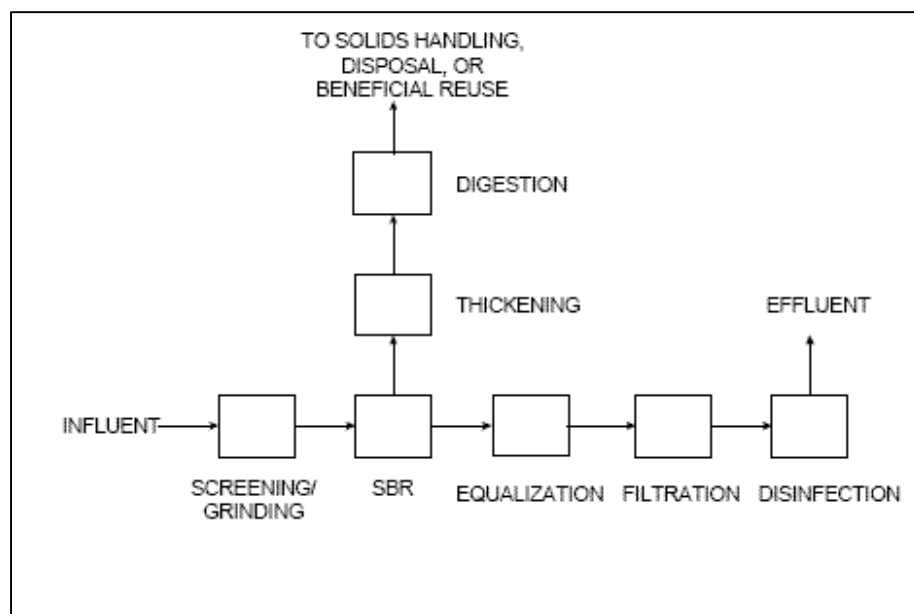 TO SOLIDS HANDLING,
DISPOSAL, OR
BENEFICIAL REUSE
DIGESTION
THICKENING
EFFLUENT
INFLUENT
SCREENING/
GRINDING
SBR
EQUALIZATION
FILTRATION
DISINFECTION